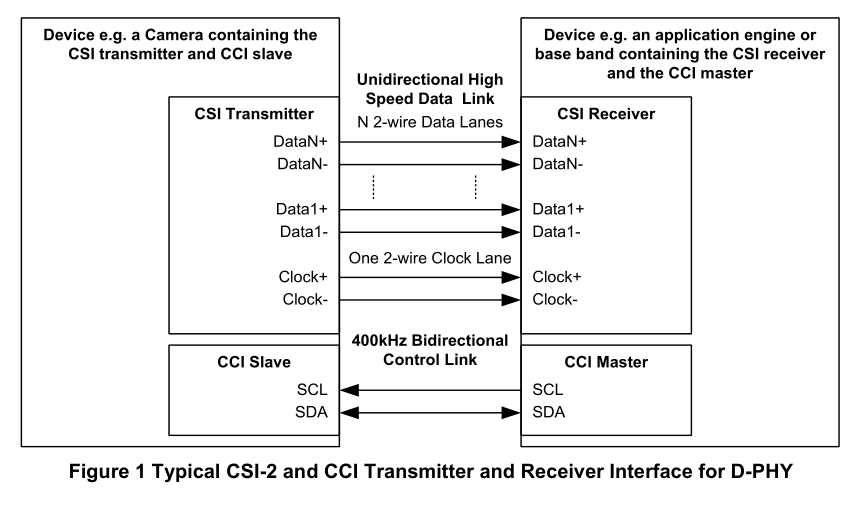 Device e.g. a Camera containing the
CSI transmitter and CCI slave
Device e.g. an application engine or
base band containing the CSI receiver
and the CCI master
Unidirectional High
Speed Data Link
N 2-wire Data Lanes
CSI Transmitter
DataN+
DataN-
Data1+
Data1-
Clock+
Clock-
One 2-wire Clock Lane
CSI Receiver
DataN+
DataN-
Data1+
Data1-
Clock+
Clock-
400kHz Bidirectional
Control Link
CCI Slave
SCL
SDA
CCI Master
SCL
SDA
Figure 1 Typical CSI-2 and CCI Transmitter and Receiver Interface for D-PHY